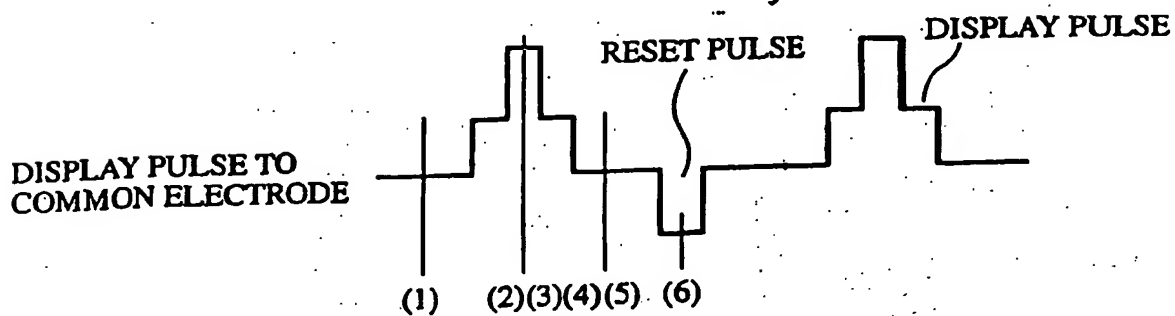 DISPLAY PULSE
RESET PULSE
DISPLAY PULSE TO
COMMON ELECTRODE
(1) (2)(3)(4)(5) (6)